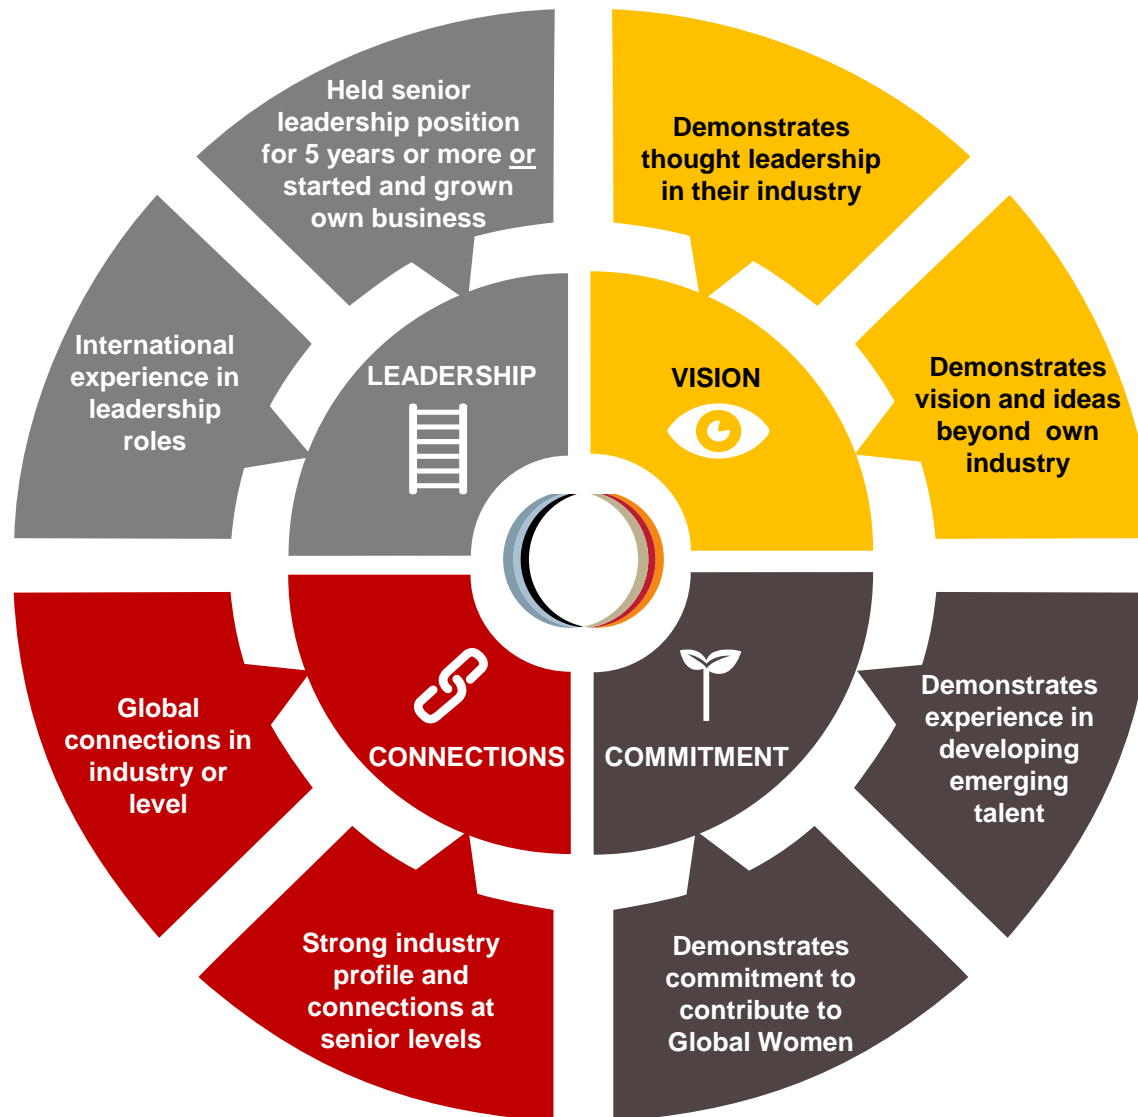 Held senior
leadership position
for 5 years or more or
started and grown
own business
Demonstrates
thought leadership
in their industry
International
experience in
leadership
roles
LEADERSHIP
VISION
Demonstrates
vision and ideas
beyond own
industry
Global
connections in
industry or
level
CONNECTIONS
COMMITMENT
Demonstrates
experience in
developing
emerging
talent
Strong industry
profile and
connections at
senior levels
Demonstrates
commitment to
contribute to
Global Women